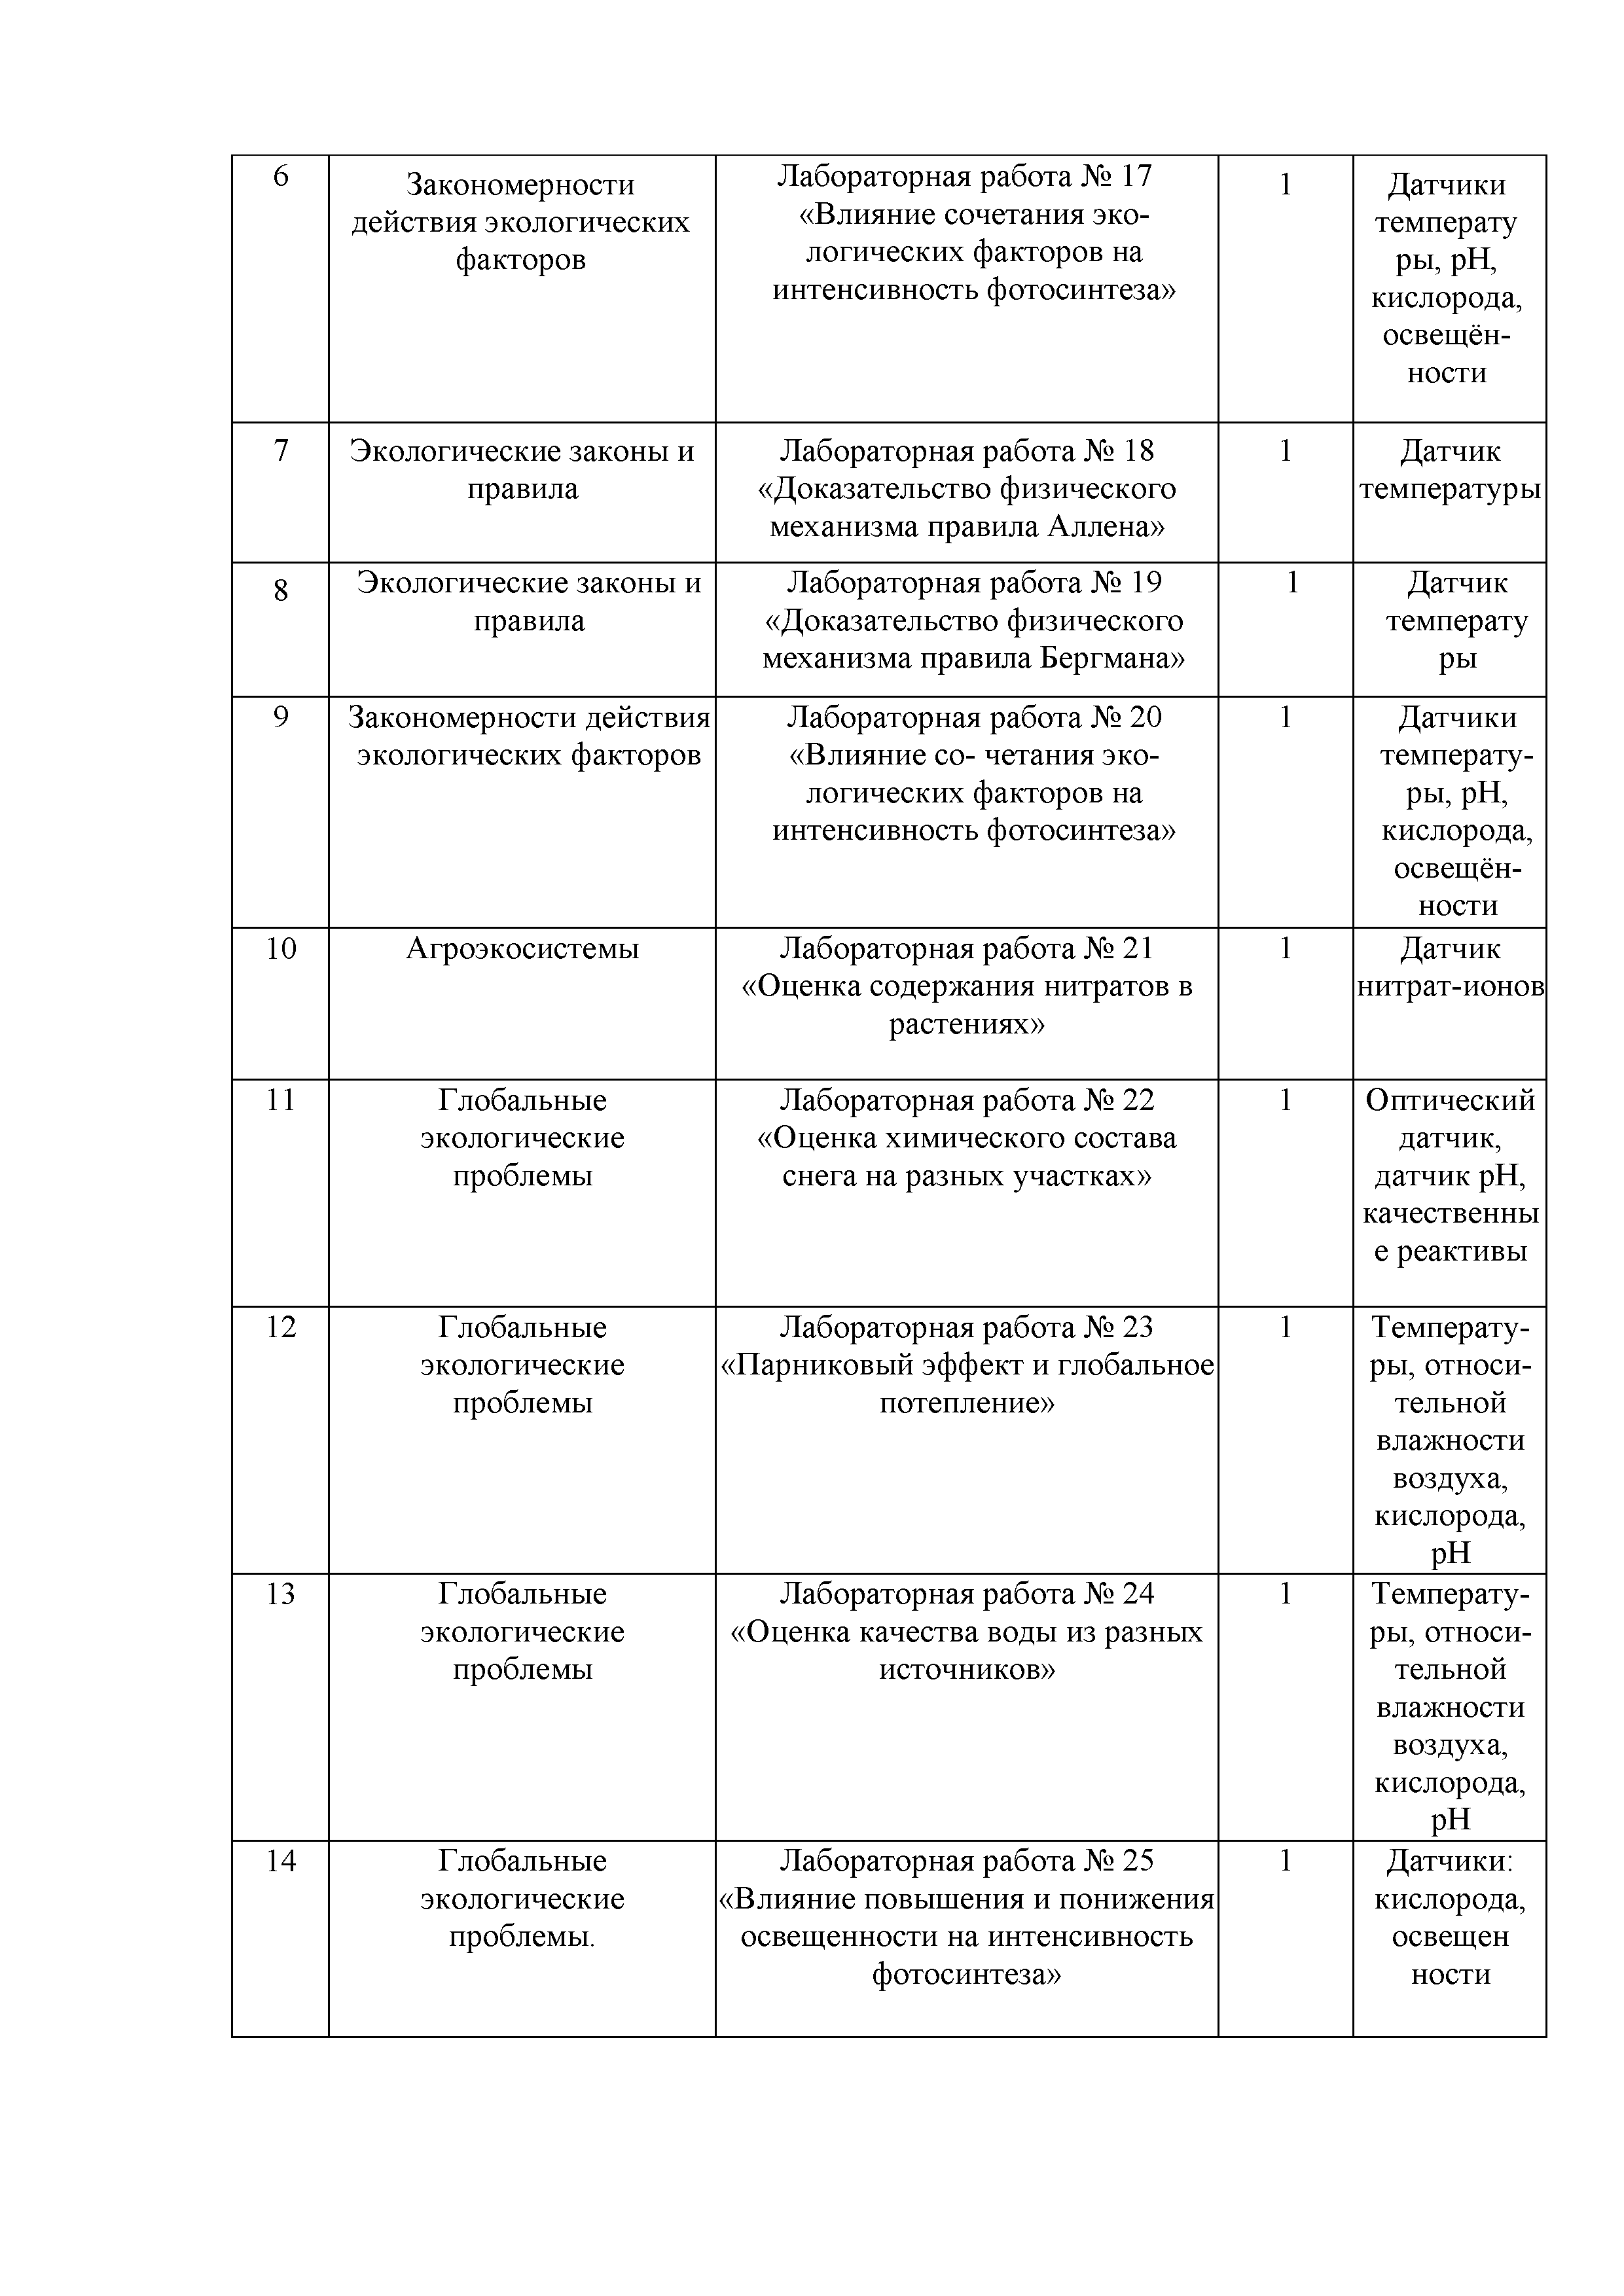 6
Закономерности
действия экологических
факторов
Лабораторная работа № 17
«Влияние сочетания эко-
логических факторов на
интенсивность фотосинтеза»
1
Датчики
температу
ры, pH,
кислорода,
освещён-
ности
7
Экологические законы и
правила
Лабораторная работа № 18
«Доказательство физического
механизма правила Аллена»
1
Датчик
температуры
8
Экологические законы и
правила
Лабораторная работа № 19
«Доказательство физического
механизма правила Бергмана»
1
Датчик
температу
ры
9
Закономерности действия
экологических факторов
Лабораторная работа № 20
«Влияние со- четания эко-
логических факторов на
интенсивность фотосинтеза»
1
Датчики
температу-
ры, pH,
кислорода,
освещён-
ности
10
Агроэкосистемы
Лабораторная работа № 21
«Оценка содержания нитратов в
растениях»
1
Датчик
нитрат-ионов
11
Глобальные
экологические
проблемы
Лабораторная работа № 22
«Оценка химического состава
снега на разных участках»
1
Оптический
датчик,
датчик pH,
качественны
е реактивы
12
Глобальные
экологические
проблемы
Лабораторная работа № 23
«Парниковый эффект и глобальное
потепление»
1
Температу-
ры, относи-
тельной
влажности
воздуха,
кислорода,
pH
13
Глобальные
экологические
проблемы
Лабораторная работа № 24
«Оценка качества воды из разных
источников»
1
Температу-
ры, относи-
тельной
влажности
воздуха,
кислорода,
pH
14
Глобальные
экологические
проблемы.
Лабораторная работа № 25
«Влияние повышения и понижения
освещенности на интенсивность
фотосинтеза»
1
Датчики:
кислорода,
освещен
ности